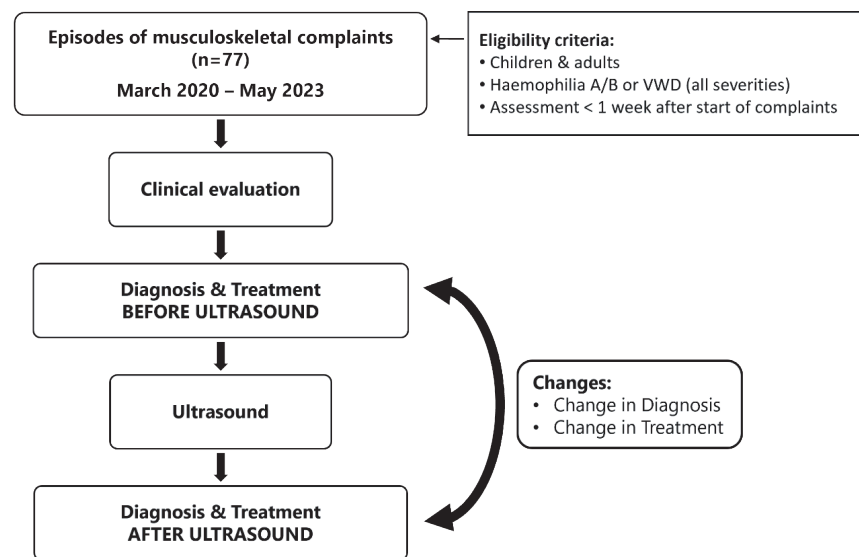 Episodes of musculoskeletal complaints
(n=77)
March 2020 – May 2023
Eligibility criteria:
• Children & adults
• Haemophilia A/B or VWD (all severities)
• Assessment < 1 week after start of complaints
Clinical evaluation
Diagnosis & Treatment
BEFORE ULTRASOUND
Ultrasound
Changes:
• Change in Diagnosis
• Change in Treatment
Diagnosis & Treatment
AFTER ULTRASOUND